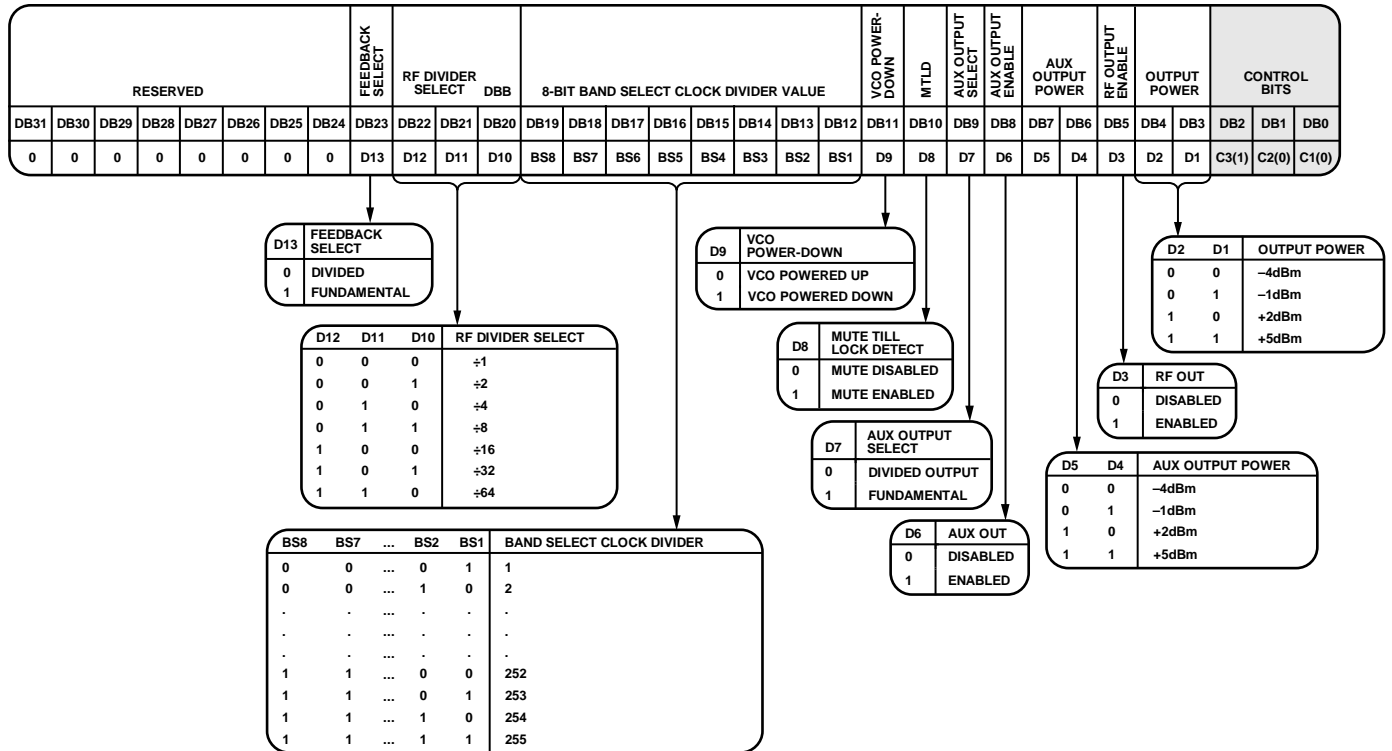 RESERVED
FEEDBACK
SELECT
RF DIVIDER
SELECT
DBB
8-BIT BAND SELECT CLOCK DIVIDER VALUE
VCO POWER-
DOWN
MTLD
AUX OUTPUT
SELECT
AUX OUTPUT
ENABLE
AUX
OUTPUT
POWER
RF OUTPUT
ENABLE
OUTPUT
POWER
CONTROL
BITS
DB31 DB30 DB29 DB28 DB27 DB26 DB25 DB24 DB23 DB22 DB21 DB20 DB19 DB18 DB17 DB16 DB15 DB14 DB13 DB12 DB11 DB10 DB9 DB8 DB7 DB6 DB5 DB4 DB3 DB2 DB1 DB0
0 0 0 0 0 0 0 0 D13 D12 D11 D10 BS8 BS7 BS6 BS5 BS4 BS3 BS2 BS1 D9 D8 D7 D6 D5 D4 D3 D2 D1 C3(1) C2(0) C1(0)
D13 FEEDBACK
SELECT
0 DIVIDED
1 FUNDAMENTAL
D12 D11 D10 RF DIVIDER SELECT
0 0 0 ÷1
0 0 1 ÷2
0 1 0 ÷4
0 1 1 ÷8
1 0 0 ÷16
1 0 1 ÷32
1 1 0 ÷64
BS8 BS7 ... BS2 BS1 BAND SELECT CLOCK DIVIDER
0 0 ... 0 1 1
0 0 ... 1 0 2
. . ... . . .
. . ... . . .
. . ... . . .
1 1 ... 0 0 252
1 1 ... 0 1 253
1 1 ... 1 0 254
1 1 ... 1 1 255
D9 VCO
POWER-DOWN
0 VCO POWERED UP
1 VCO POWERED DOWN
D8 MUTE TILL
LOCK DETECT
0 MUTE DISABLED
1 MUTE ENABLED
D7 AUX OUTPUT
SELECT
0 DIVIDED OUTPUT
1 FUNDAMENTAL
D6 AUX OUT
0 DISABLED
1 ENABLED
D5 D4 AUX OUTPUT POWER
0 0 –4dBm
0 1 –1dBm
1 0 +2dBm
1 1 +5dBm
D3 RF OUT
0 DISABLED
1 ENABLED
D2 D1 OUTPUT POWER
0 0 –4dBm
0 1 –1dBm
1 0 +2dBm
1 1 +5dBm